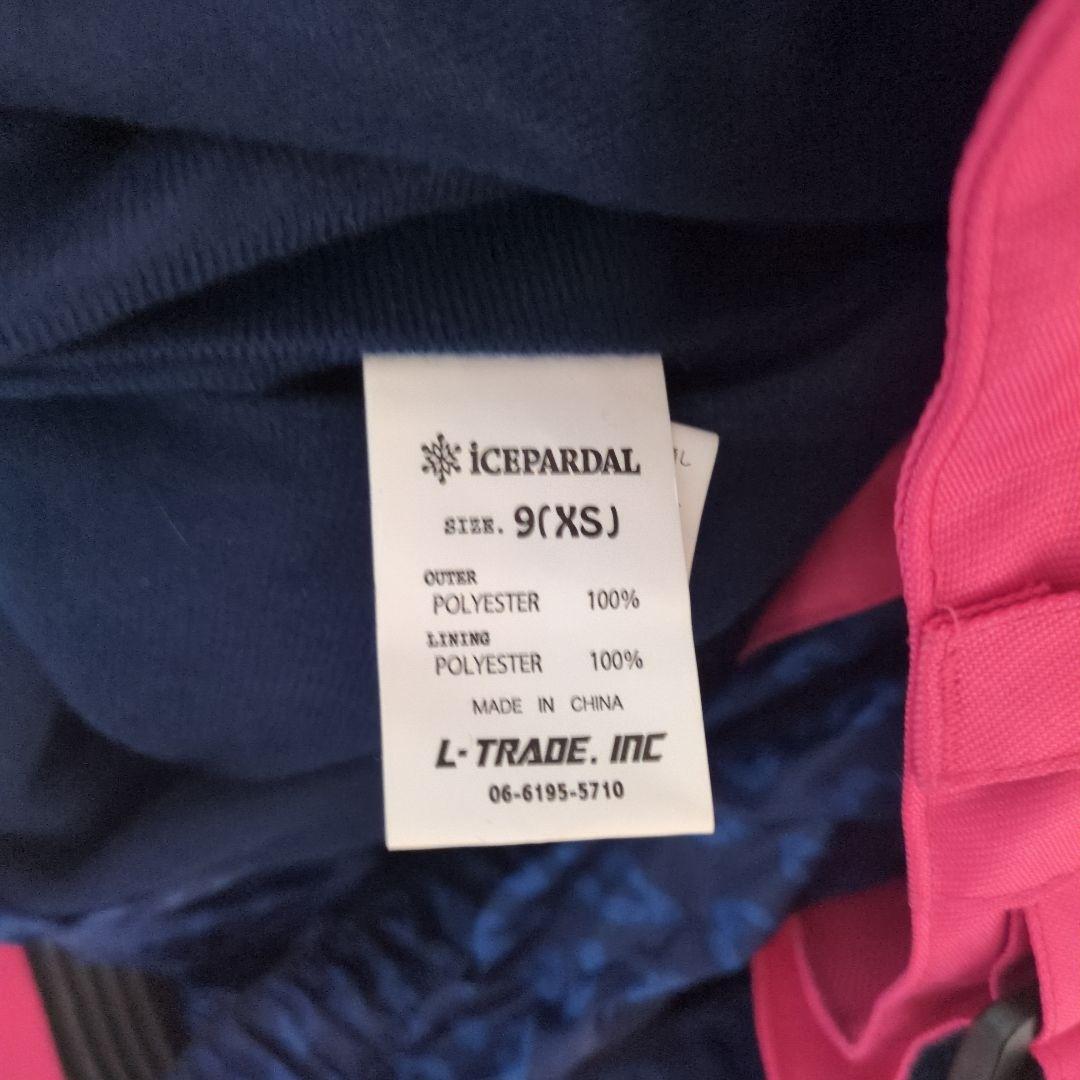 iCEPARDAL
SIZE. 9(XS)
OUTER
POLYESTER 100%
LINING
POLYESTER 100%
MADE IN CHINA
L-TRADE. INC
06-6195-5710